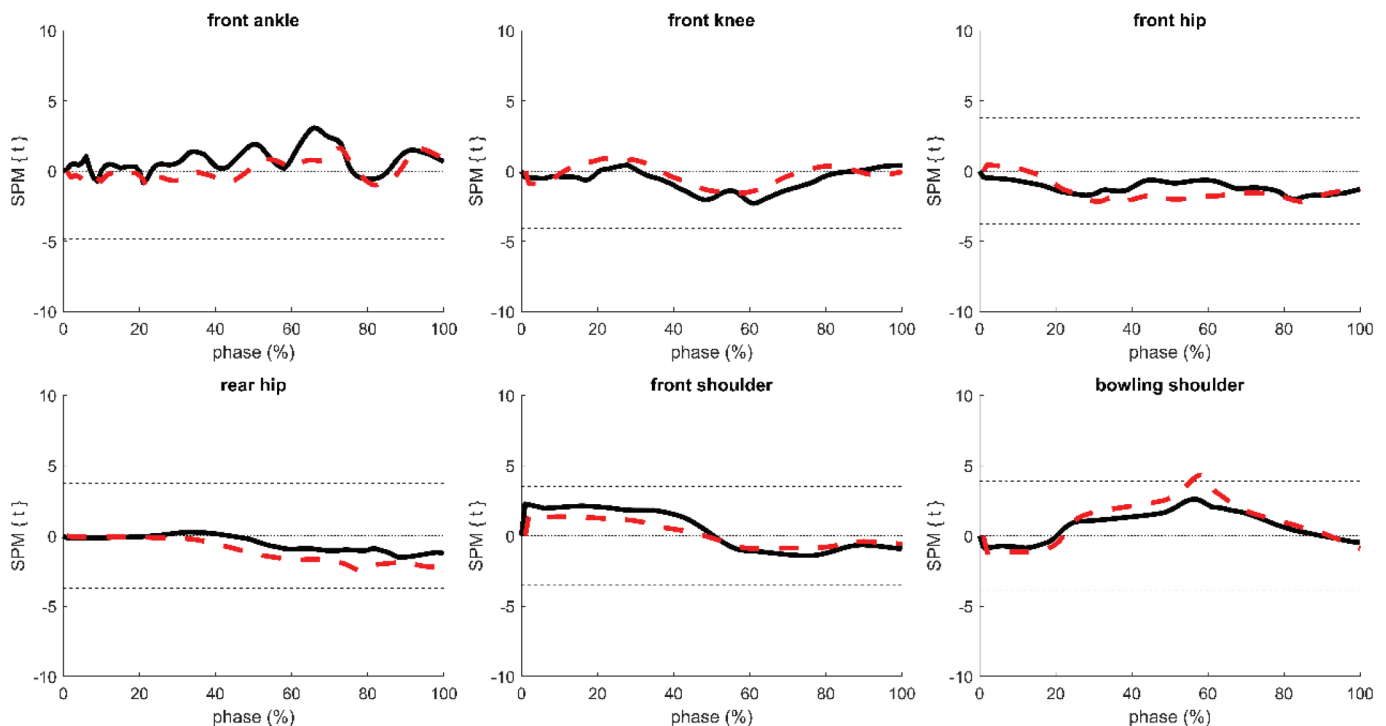 front ankle
front knee
front hip
10
5
0
-5
-10
SPM { t }
0 20 40 60 80 100
phase (%)
10
5
0
-5
-10
SPM { t }
0 20 40 60 80 100
phase (%)
10
5
0
-5
-10
SPM { t }
0 20 40 60 80 100
phase (%)
rear hip
front shoulder
bowling shoulder
10
5
0
-5
-10
SPM { t }
0 20 40 60 80 100
phase (%)
10
5
0
-5
-10
SPM { t }
0 20 40 60 80 100
phase (%)
10
5
0
-5
-10
SPM { t }
0 20 40 60 80 100
phase (%)